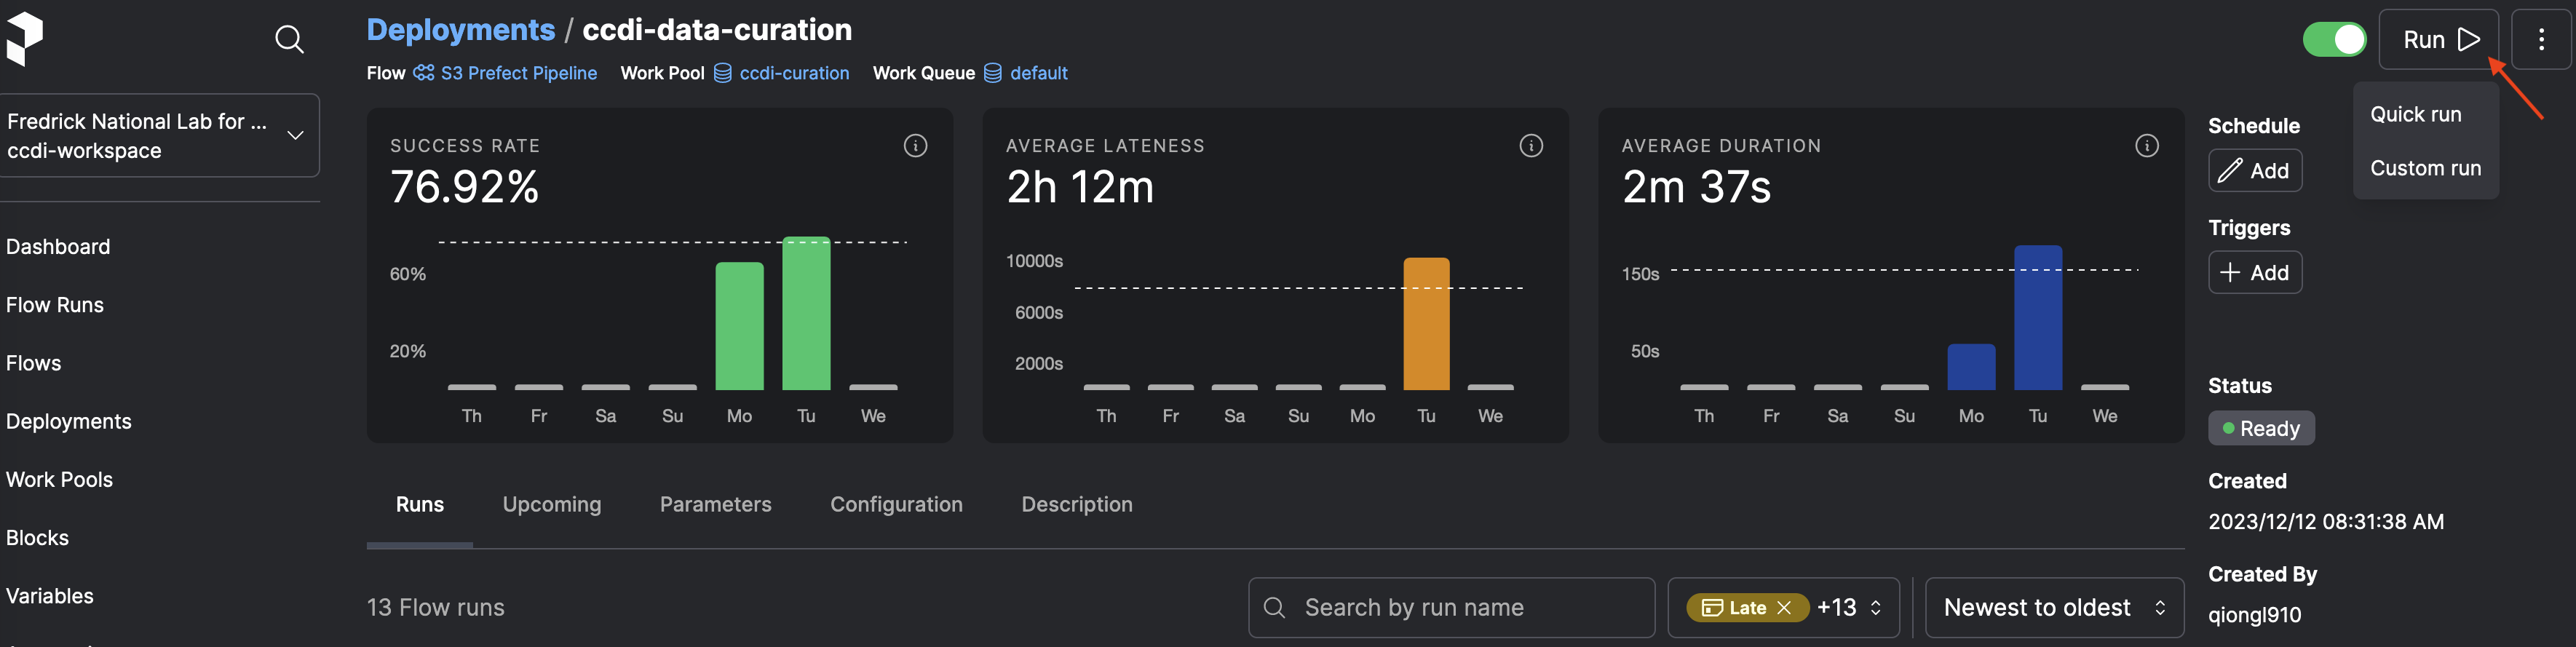 Deployments / ccdi-data-curation
Run
Flow S3 Prefect Pipeline Work Pool ccdi-curation Work Queue default
Quick run
Custom run
Fredrick National Lab for ...
ccdi-workspace
Dashboard
Flow Runs
Flows
Deployments
Work Pools
Blocks
Variables
SUCCESS RATE
76.92%
60%
20%
Th Fr Sa Su Mo Tu We
AVERAGE LATENESS
2h 12m
10000s
6000s
2000s
Th Fr Sa Su Mo Tu We
AVERAGE DURATION
2m 37s
150s
50s
Th Fr Sa Su Mo Tu We
Schedule
Add
Triggers
Add
Status
Ready
Created
2023/12/12 08:31:38 AM
Created By
qiongl910
Runs Upcoming Parameters Configuration Description
13 Flow runs
Search by run name
Late +13
Newest to oldest